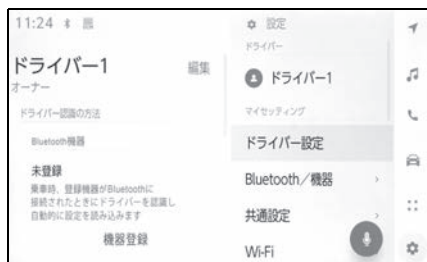 11:24
ドライバー1
編集
オーナー
ドライバー認識の方法
Bluetooth機器
未登録
乗車時、登録機器がBluetoothに
接続されたときにドライバーを認識し
自動的に設定を読み込みます
機器登録
設定
ドライバー
ドライバー1
マイセッティング
ドライバー設定
Bluetooth／機器
共通設定
Wi-Fi